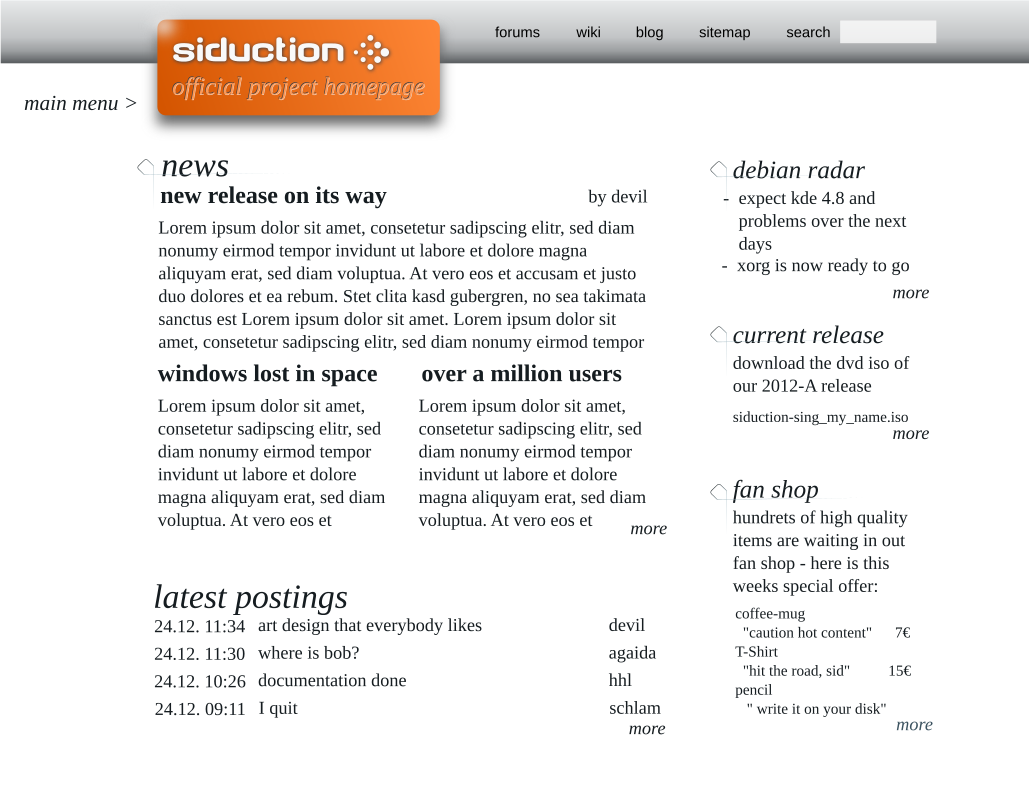 forums wiki blog sitemap search
siduction
official project homepage
main menu >
news
new release on its way by devil
Lorem ipsum dolor sit amet, consetetur sadipscing elitr, sed diam
nonumy eirmod tempor invidunt ut labore et dolore magna
aliquyam erat, sed diam voluptua. At vero eos et accusam et justo
duo dolores et ea rebum. Stet clita kasd gubergren, no sea takimata
sanctus est Lorem ipsum dolor sit amet. Lorem ipsum dolor sit
amet, consetetur sadipscing elitr, sed diam nonumy eirmod tempor
windows lost in space
Lorem ipsum dolor sit amet,
consetetur sadipscing elitr, sed
diam nonumy eirmod tempor
invidunt ut labore et dolore
magna aliquyam erat, sed diam
voluptua. At vero eos et
over a million users
Lorem ipsum dolor sit amet,
consetetur sadipscing elitr, sed
diam nonumy eirmod tempor
invidunt ut labore et dolore
magna aliquyam erat, sed diam
voluptua. At vero eos et
more
latest postings
24.12. 11:34 art design that everybody likes devil
24.12. 11:30 where is bob? agaida
24.12. 10:26 documentation done hhl
24.12. 09:11 I quit schlam
more
debian radar
- expect kde 4.8 and
problems over the next
days
- xorg is now ready to go
more
current release
download the dvd iso of
our 2012-A release
siduction-sing_my_name.iso
more
fan shop
hundrets of high quality
items are waiting in out
fan shop - here is this
weeks special offer:
coffee-mug
"caution hot content" 7€
T-Shirt
"hit the road, sid" 15€
pencil
" write it on your disk"
more